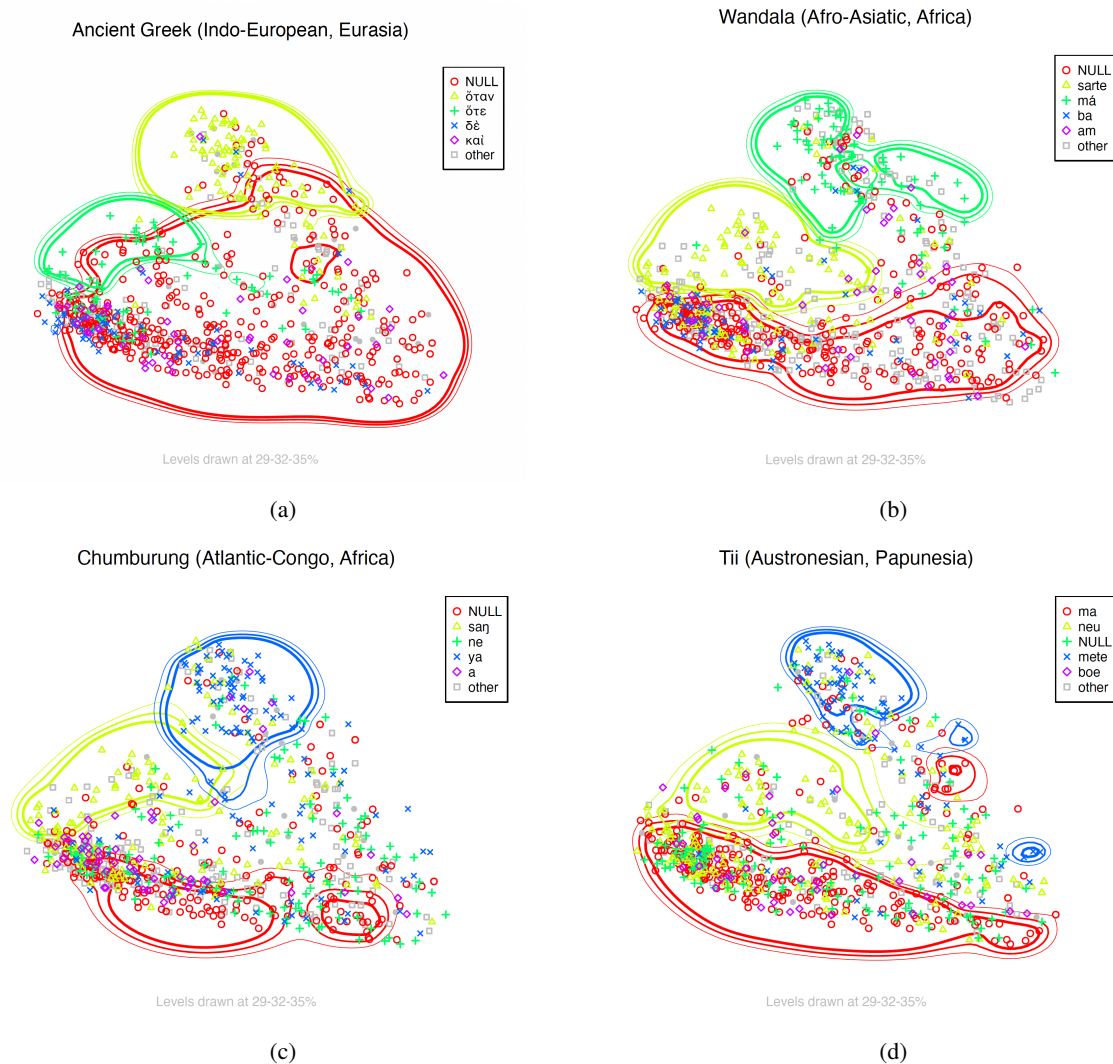 Ancient Greek (Indo-European, Eurasia)
NULL
ὅταν
ὅτε
δὲ
καὶ
other
Levels drawn at 29-32-35%
(a)
Wandala (Afro-Asiatic, Africa)
NULL
sarte
má
ba
am
other
Levels drawn at 29-32-35%
(b)
Chumburung (Atlantic-Congo, Africa)
NULL
saŋ
ne
ya
a
other
Levels drawn at 29-32-35%
(c)
Tii (Austronesian, Papunesia)
ma
neu
NULL
mete
boe
other
Levels drawn at 29-32-35%
(d)